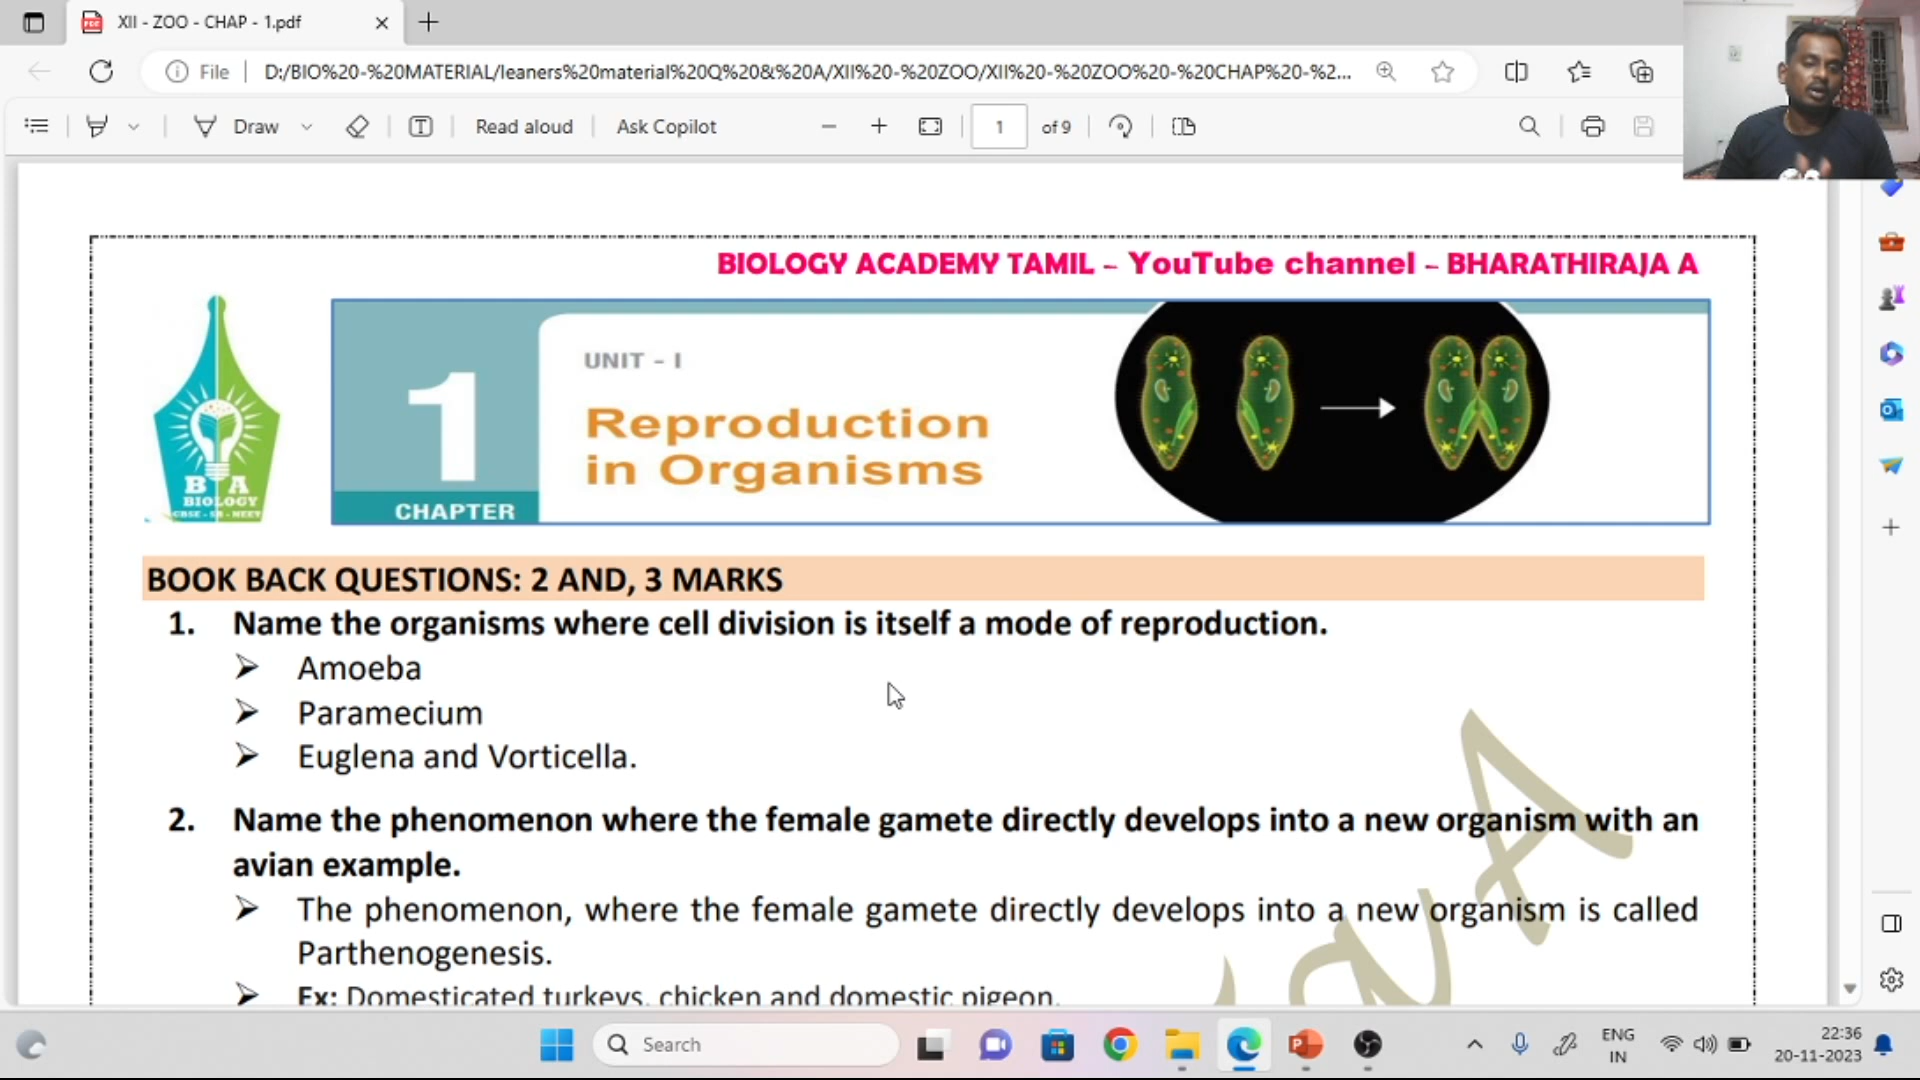 XII - ZOO - CHAP - 1.pdf
File
D:/BIO%20-%20MATERIAL/leaners%20material%20Q%20&%20A/XII%20-%20ZOO/XII%20-%20ZOO%20-%20CHAP%20-%2...
Draw
Read aloud
Ask Copilot
1 of 9
BIOLOGY ACADEMY TAMIL - YouTube channel - BHARATHIRAJA A
UNIT - I
1
Reproduction
in Organisms
CHAPTER
B A
BIOLOGY
CBSE - SB - NEET
BOOK BACK QUESTIONS: 2 AND, 3 MARKS
1. Name the organisms where cell division is itself a mode of reproduction.
➢ Amoeba
➢ Paramecium
➢ Euglena and Vorticella.
2. Name the phenomenon where the female gamete directly develops into a new organism with an
avian example.
➢ The phenomenon, where the female gamete directly develops into a new organism is called
Parthenogenesis.
➢ Ex: Domesticated turkeys, chicken and domestic pigeon.
Search
ENG
IN
22:36
20-11-2023